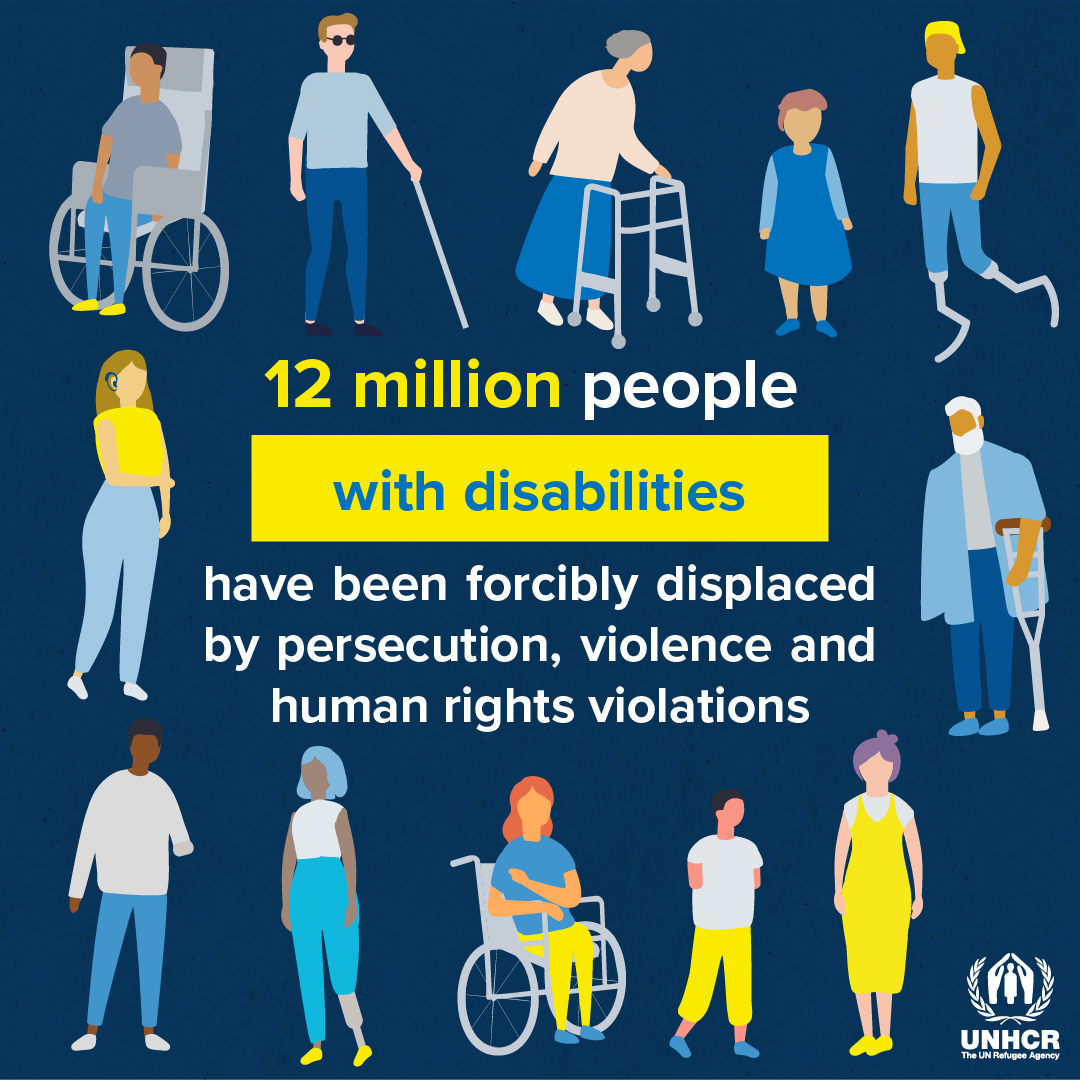 12 million people
with disabilities
have been forcibly displaced
by persecution, violence and
human rights violations
UNHCR
The UN Refugee Agency